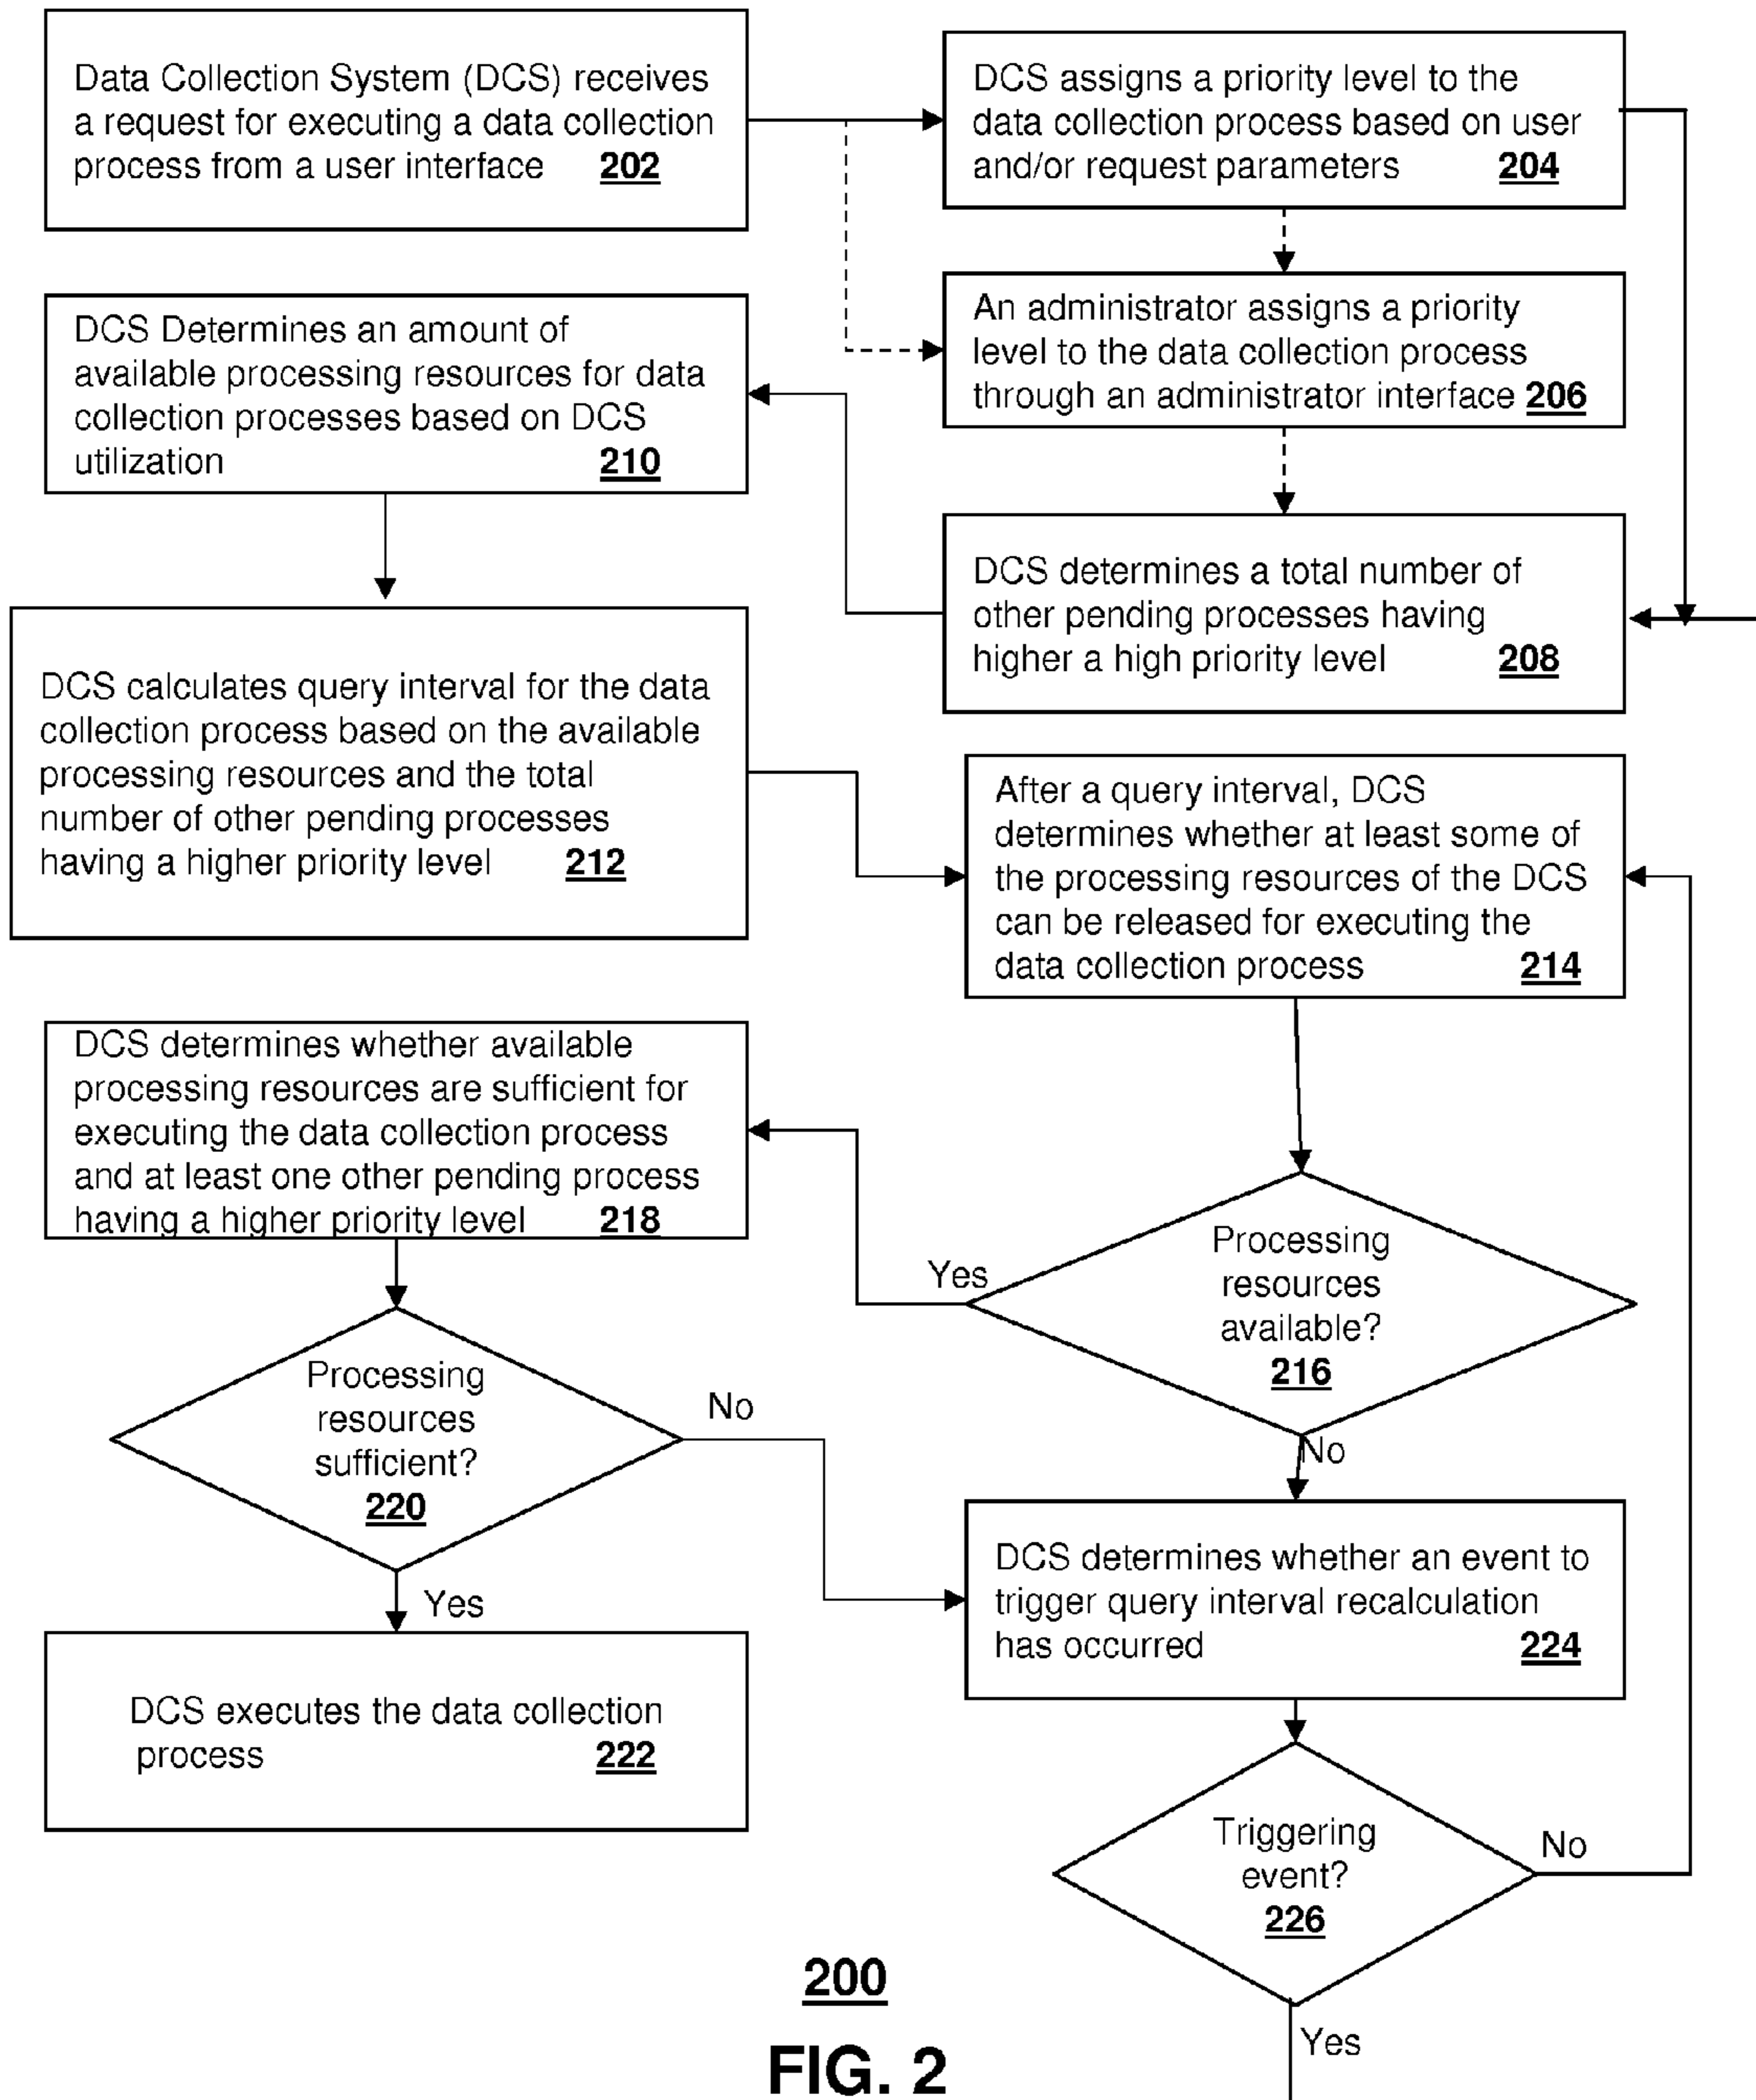 Data Collection System (DCS) receives
a request for executing a data collection
process from a user interface 202
DCS assigns a priority level to the
data collection process based on user
and/or request parameters 204
An administrator assigns a priority
level to the data collection process
through an administrator interface 206
DCS determines a total number of
other pending processes having
higher a high priority level 208
DCS Determines an amount of
available processing resources for data
collection processes based on DCS
utilization 210
DCS calculates query interval for the data
collection process based on the available
processing resources and the total
number of other pending processes
having a higher priority level 212
After a query interval, DCS
determines whether at least some of
the processing resources of the DCS
can be released for executing the
data collection process 214
Processing
resources
available?
216
Yes
No
DCS determines whether available
processing resources are sufficient for
executing the data collection process
and at least one other pending process
having a higher priority level 218
Processing
resources
sufficient?
220
No
Yes
DCS executes the data collection
process 222
DCS determines whether an event to
trigger query interval recalculation
has occurred 224
Triggering
event?
226
No
Yes
200
FIG. 2